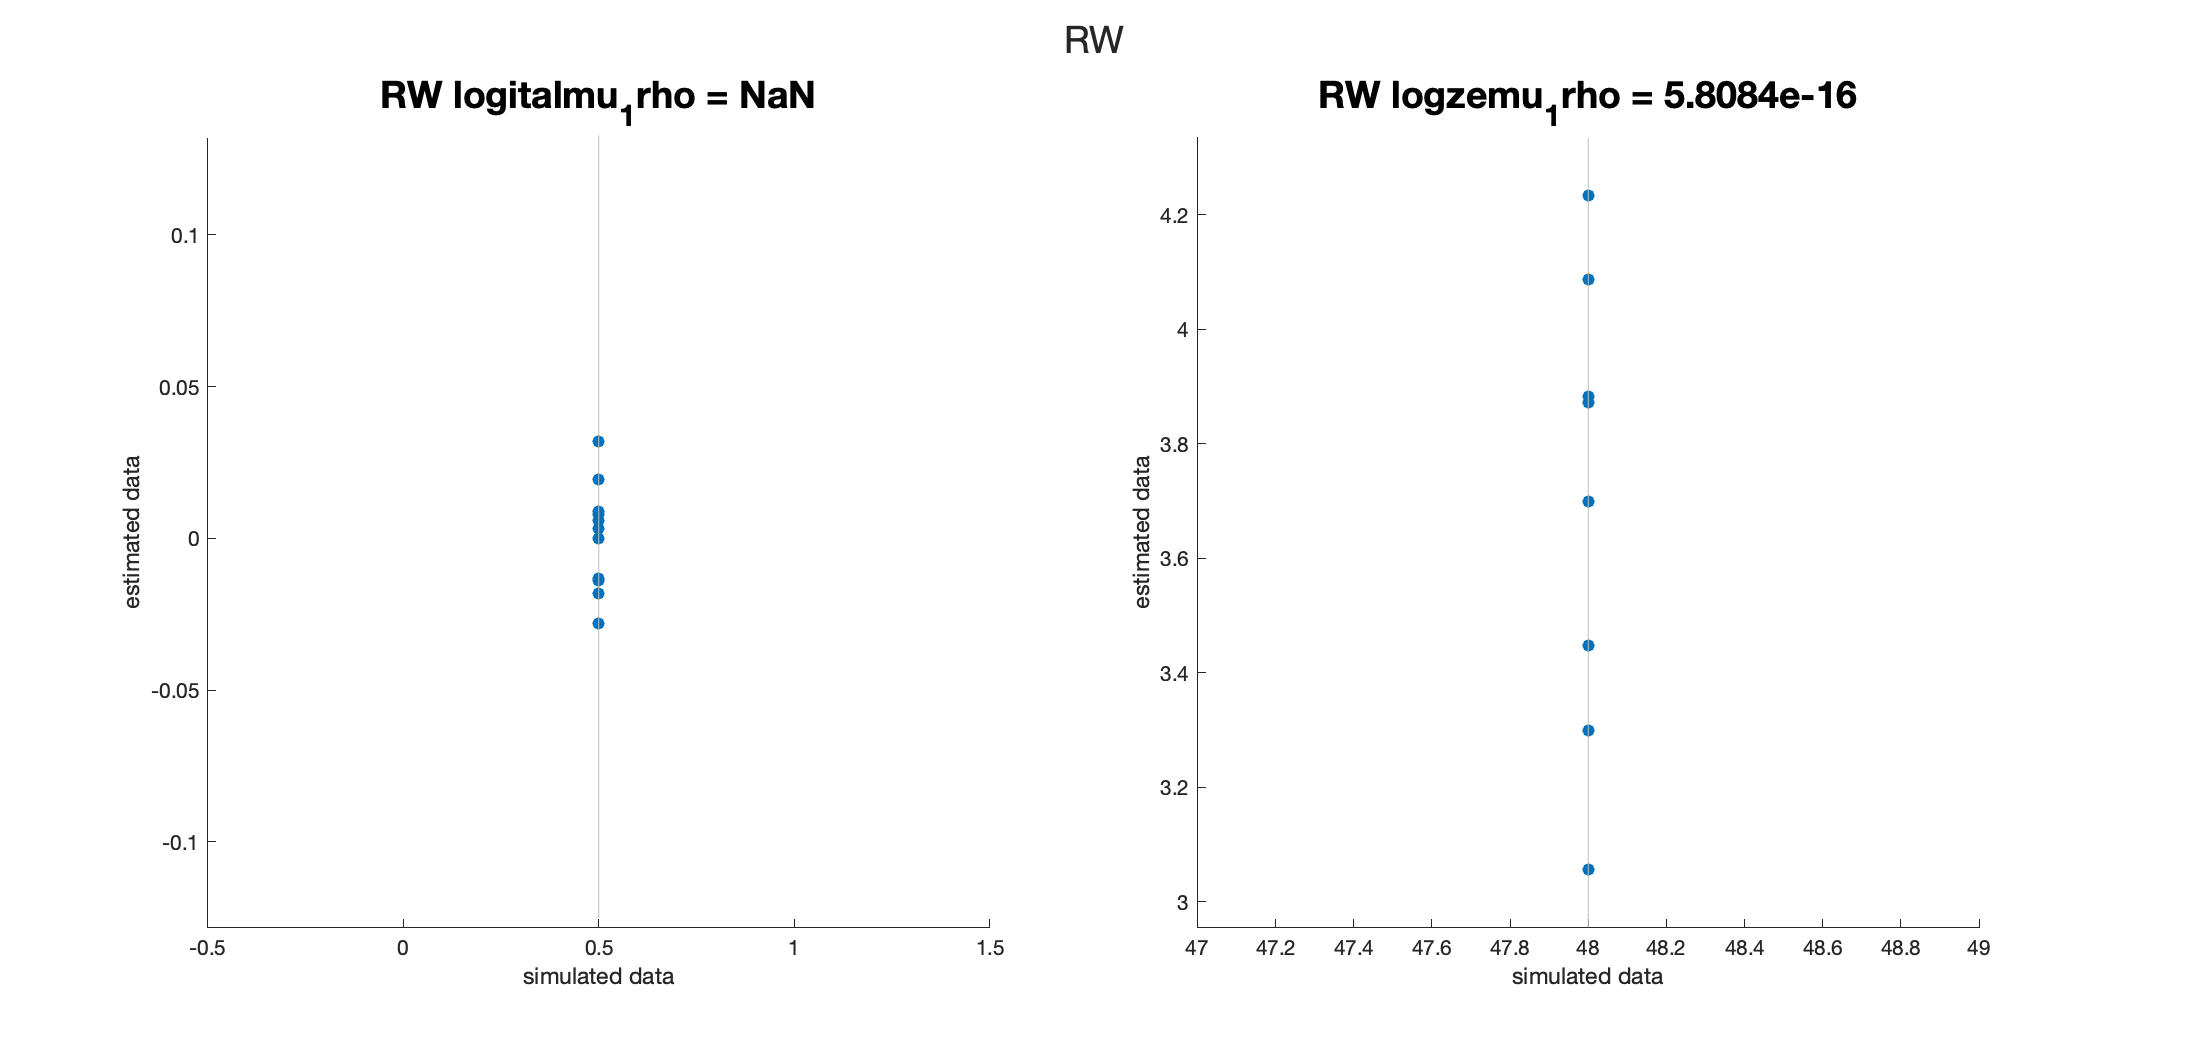 RW
RW logitalmu₁rho = NaN
0.1
0.05
0
-0.05
-0.1
estimated data
-0.5 0 0.5 1 1.5
simulated data
RW logzemu₁rho = 5.8084e-16
4.2
4
3.8
3.6
3.4
3.2
3
estimated data
47 47.2 47.4 47.6 47.8 48 48.2 48.4 48.6 48.8 49
simulated data